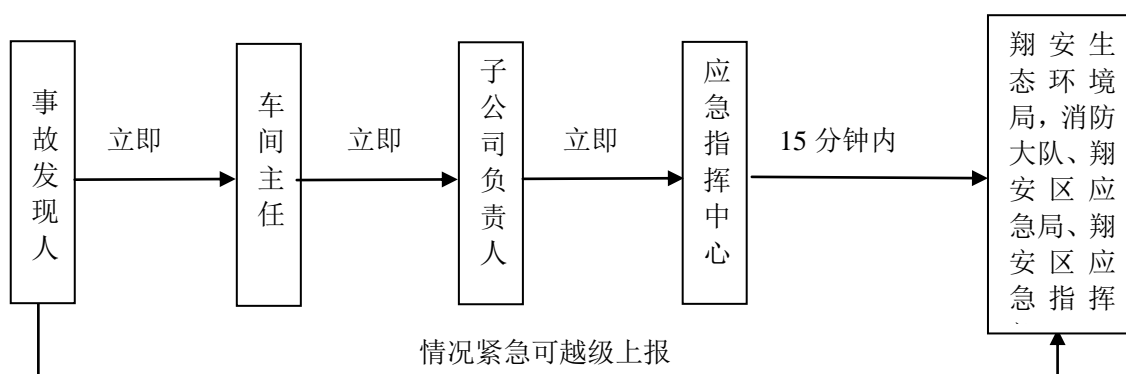 事故发现人
立即
车间主任
立即
子公司负责人
立即
应急指挥中心
15 分钟内
翔安生
态环境
局，消防
大队、翔
安区应
急局、翔
安区应
急指挥
情况紧急可越级上报